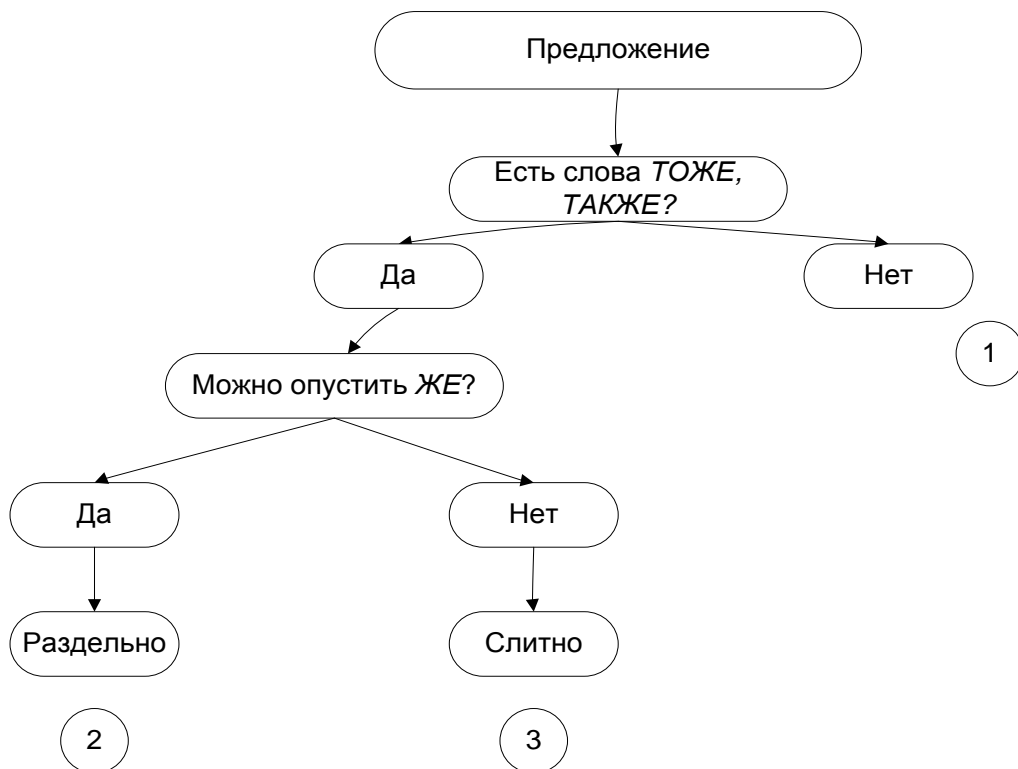 Предложение
Есть слова ТОЖЕ,
ТАКЖЕ?
Да
Нет
1
Можно опустить ЖЕ?
Да
Нет
Раздельно
Слитно
2
3